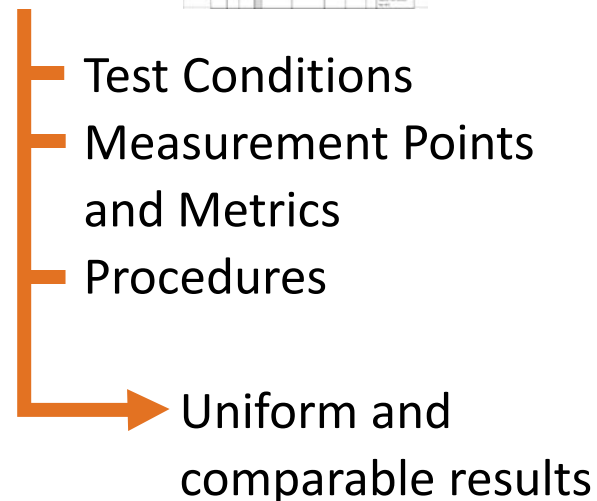 Test Conditions
Measurement Points
and Metrics
Procedures
Uniform and
comparable results